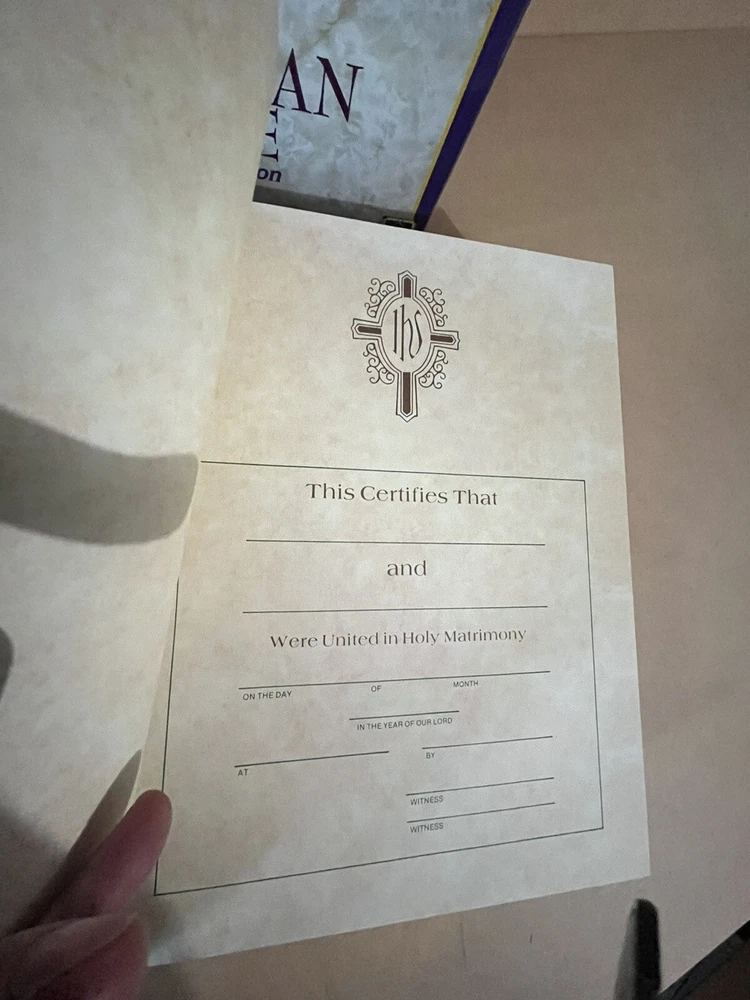 AN
on
ihs
This Certifies That
and
Were United in Holy Matrimony
ON THE DAY OF MONTH
IN THE YEAR OF OUR LORD
AT BY
WITNESS
WITNESS